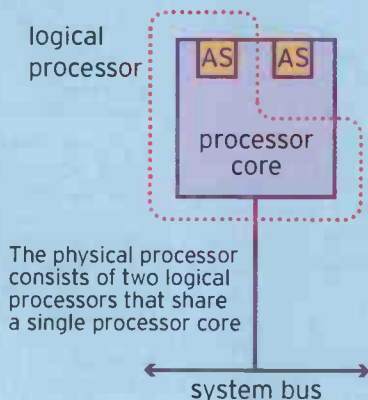 logical
processor
AS AS
processor
core
The physical processor
consists of two logical
processors that share
a single processor core
system bus